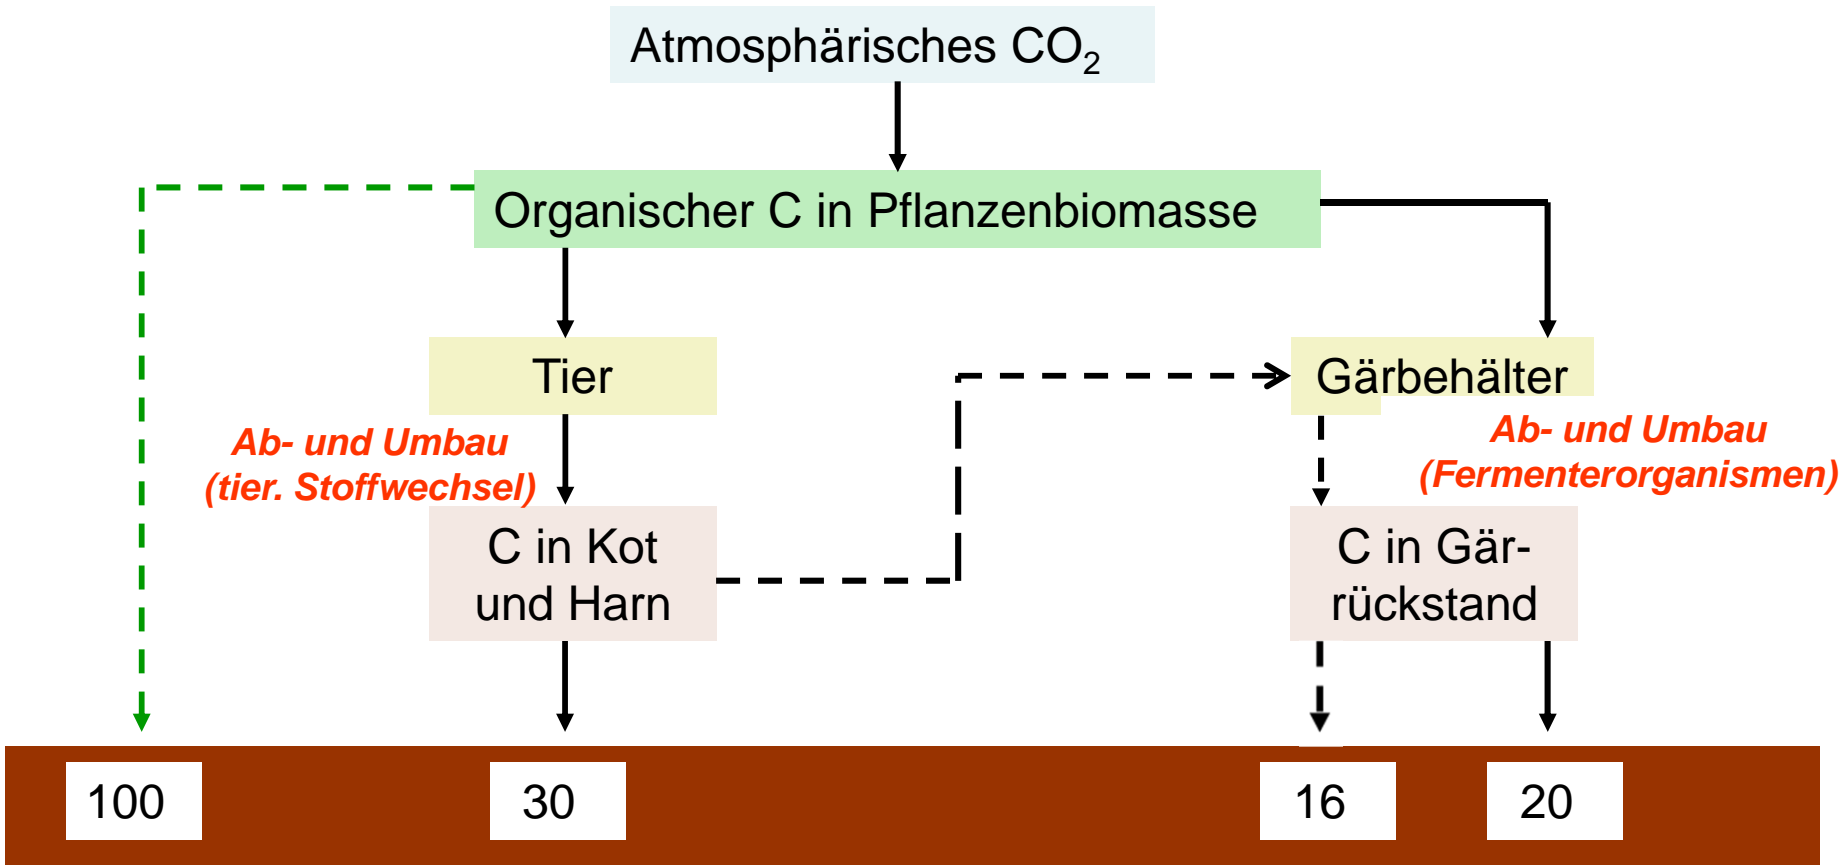 Atmosphärisches CO₂
Organischer C in Pflanzenbiomasse
Tier
Gärbehälter
Ab- und Umbau
(tier. Stoffwechsel)
Ab- und Umbau
(Fermenterorganismen)
C in Kot
und Harn
C in Gär-
rückstand
100
30
16
20